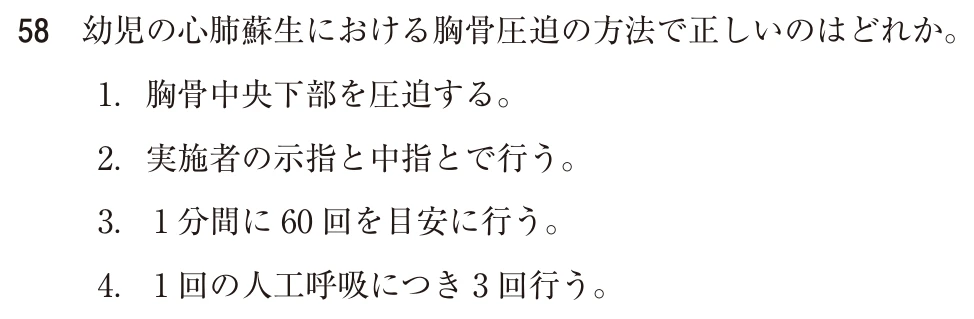 58 幼児の心肺蘇生における胸骨圧迫の方法で正しいのはどれか。
1. 胸骨中央下部を圧迫する。
2. 実施者の示指と中指とで行う。
3. 1分間に60回を目安に行う。
4. 1回の人工呼吸につき3回行う。